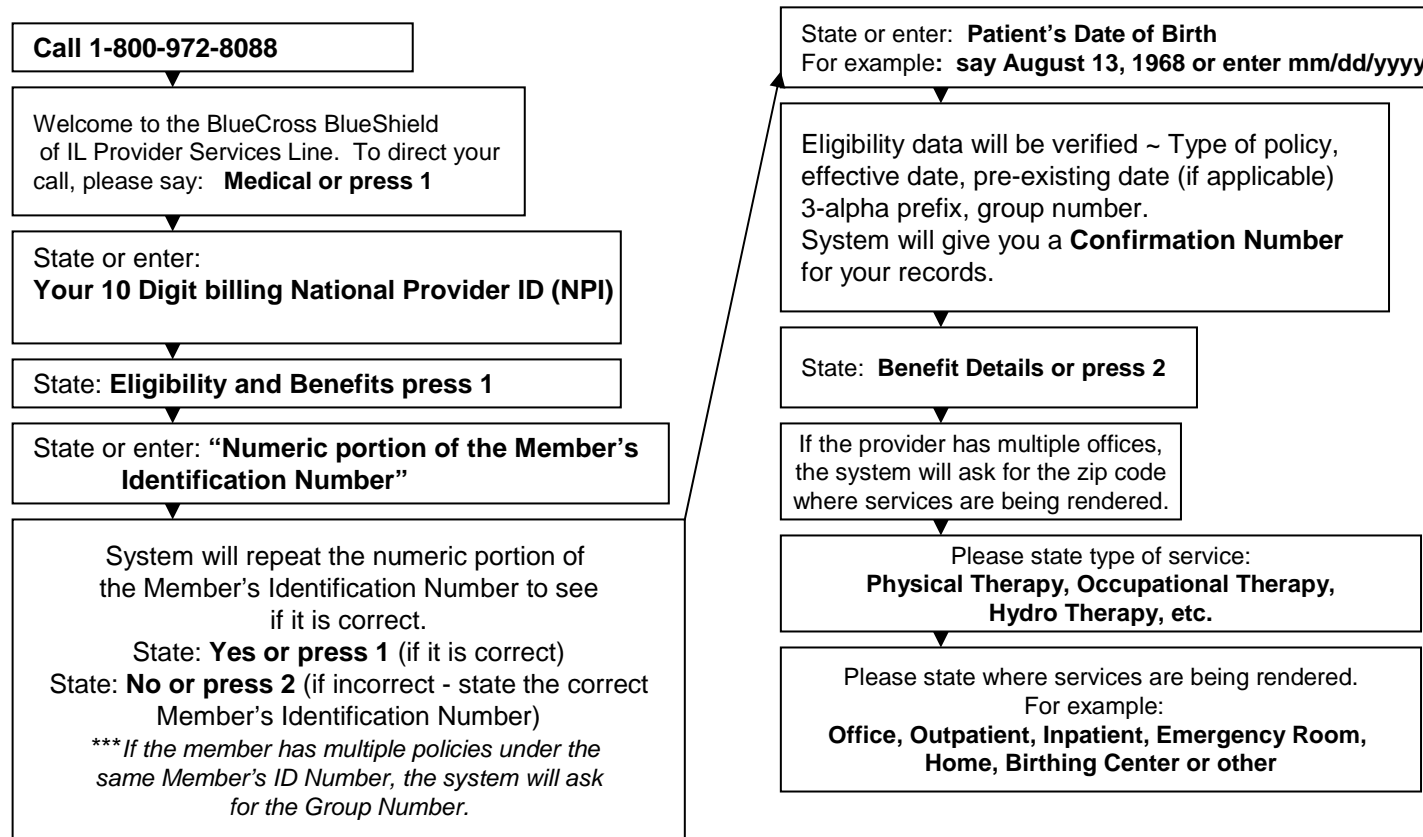 Call 1-800-972-8088
Welcome to the BlueCross BlueShield
of IL Provider Services Line. To direct your
call, please say: Medical or press 1
State or enter:
Your 10 Digit billing National Provider ID (NPI)
State: Eligibility and Benefits press 1
State or enter: “Numeric portion of the Member’s
Identification Number”
System will repeat the numeric portion of
the Member’s Identification Number to see
if it is correct.
State: Yes or press 1 (if it is correct)
State: No or press 2 (if incorrect - state the correct
Member’s Identification Number)
***If the member has multiple policies under the
same Member’s ID Number, the system will ask
for the Group Number.
State or enter: Patient’s Date of Birth
For example: say August 13, 1968 or enter mm/dd/yyyy
Eligibility data will be verified ~ Type of policy,
effective date, pre-existing date (if applicable)
3-alpha prefix, group number.
System will give you a Confirmation Number
for your records.
State: Benefit Details or press 2
If the provider has multiple offices,
the system will ask for the zip code
where services are being rendered.
Please state type of service:
Physical Therapy, Occupational Therapy,
Hydro Therapy, etc.
Please state where services are being rendered.
For example:
Office, Outpatient, Inpatient, Emergency Room,
Home, Birthing Center or other